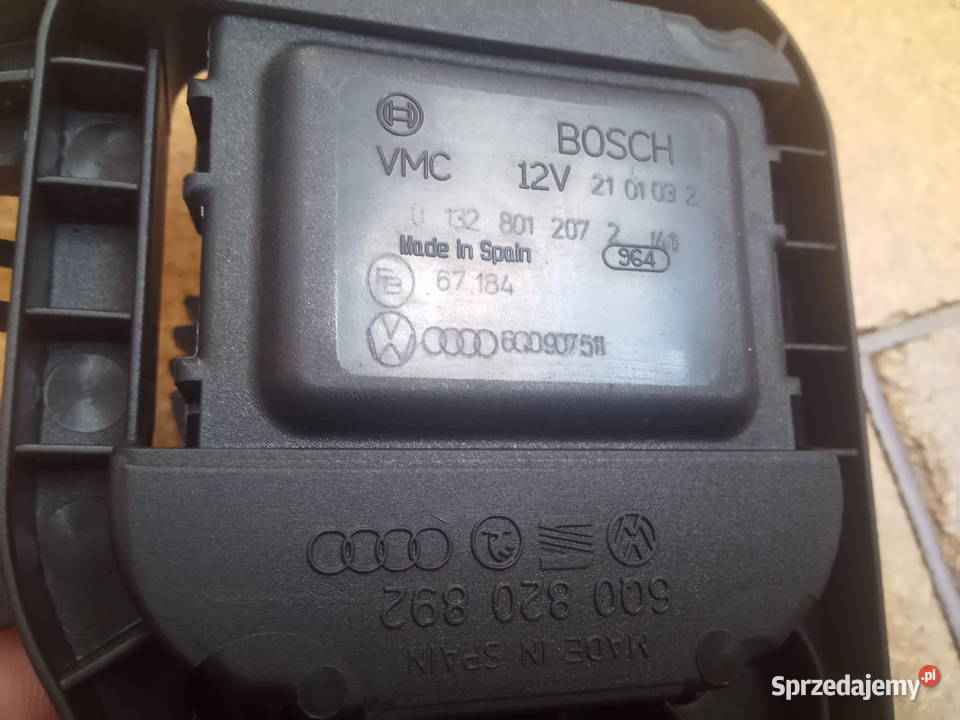 BOSCH
VMC 12V 21 01 03 2
0 132 801 207 2 141
Made in Spain 964
67 184
6Q0907511
6Q0 820 892
MADE IN SPAIN
Sprzedajemy.pl